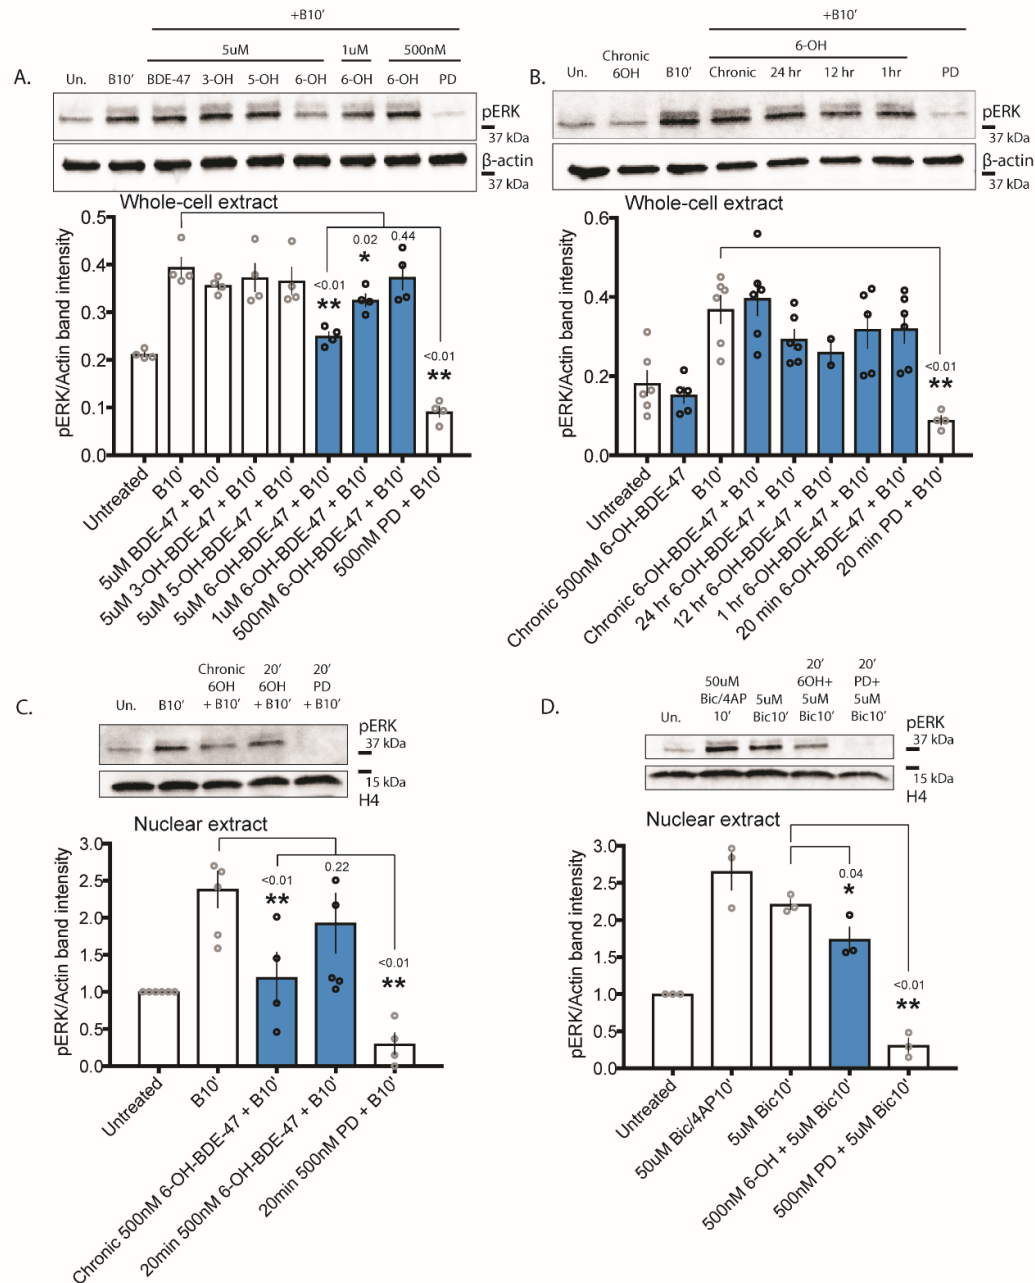 +B10'
5uM
1uM
500nM
A.
Un.
B10'
BDE-47
3-OH
5-OH
6-OH
6-OH
6-OH
PD
pERK
37 kDa
β-actin
37 kDa
Whole-cell extract
pERK/Actin band intensity
0.5
0.4
0.3
0.2
0.1
0.0
<0.01
**
0.02
*
0.44
<0.01
**
Untreated
B10'
5uM BDE-47 + B10'
5uM 3-OH-BDE-47 + B10'
5uM 5-OH-BDE-47 + B10'
5uM 6-OH-BDE-47 + B10'
1uM 6-OH-BDE-47 + B10'
500nM 6-OH-BDE-47 + B10'
500nM PD + B10'
+B10'
6-OH
B.
Un.
Chronic
6OH
B10'
Chronic
24 hr
12 hr
1hr
PD
pERK
37 kDa
β-actin
37 kDa
Whole-cell extract
pERK/Actin band intensity
0.6
0.4
0.2
0.0
<0.01
**
Untreated
Chronic 500nM 6-OH-BDE-47
B10'
Chronic 6-OH-BDE-47 + B10'
24 hr 6-OH-BDE-47 + B10'
12 hr 6-OH-BDE-47 + B10'
1 hr 6-OH-BDE-47 + B10'
20 min 6-OH-BDE-47 + B10'
20 min PD + B10'
C.
Un.
B10'
Chronic
6OH
+ B10'
20'
6OH
+ B10'
20'
PD
+ B10'
pERK
37 kDa
15 kDa
H4
Nuclear extract
pERK/Actin band intensity
3.0
2.5
2.0
1.5
1.0
0.5
0.0
<0.01
**
0.22
<0.01
**
Untreated
B10'
Chronic 500nM 6-OH-BDE-47 + B10'
20min 500nM 6-OH-BDE-47 + B10'
20min 500nM PD + B10'
D.
Un.
50uM
Bic/4AP
10'
5uM
Bic10'
20'
6OH+
5uM
Bic10'
20'
PD+
5uM
Bic10'
pERK
37 kDa
15 kDa
H4
Nuclear extract
pERK/Actin band intensity
3.0
2.5
2.0
1.5
1.0
0.5
0.0
0.04
*
<0.01
**
Untreated
50uM Bic/4AP10'
5uM Bic10'
500nM 6-OH + 5uM Bic10'
500nM PD + 5uM Bic10'